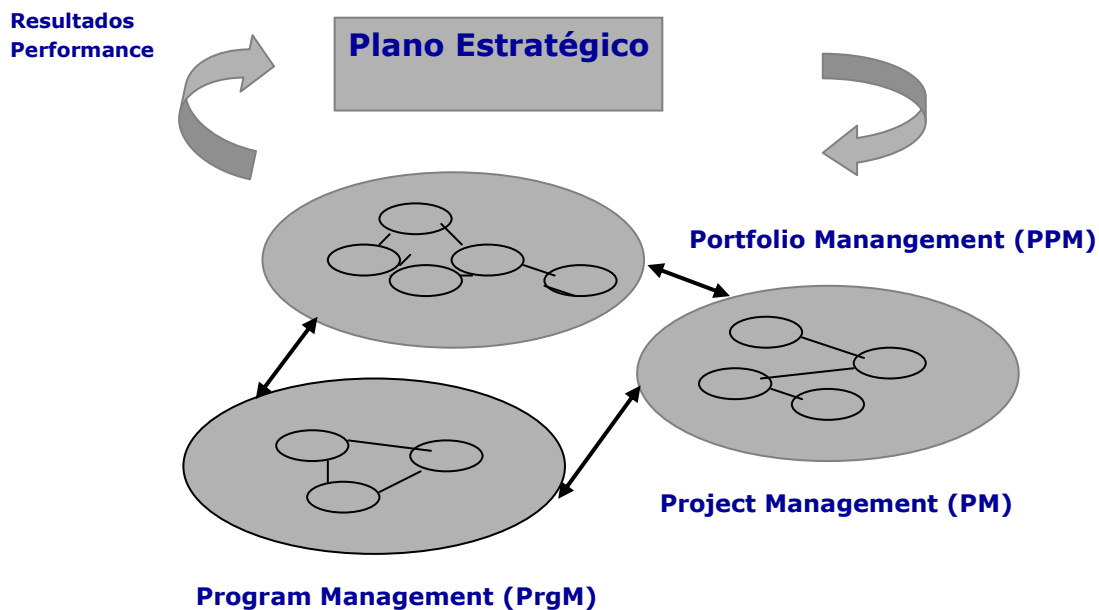 Resultados
Performance
Plano Estratégico
Portfolio Manangement (PPM)
Project Management (PM)
Program Management (PrgM)